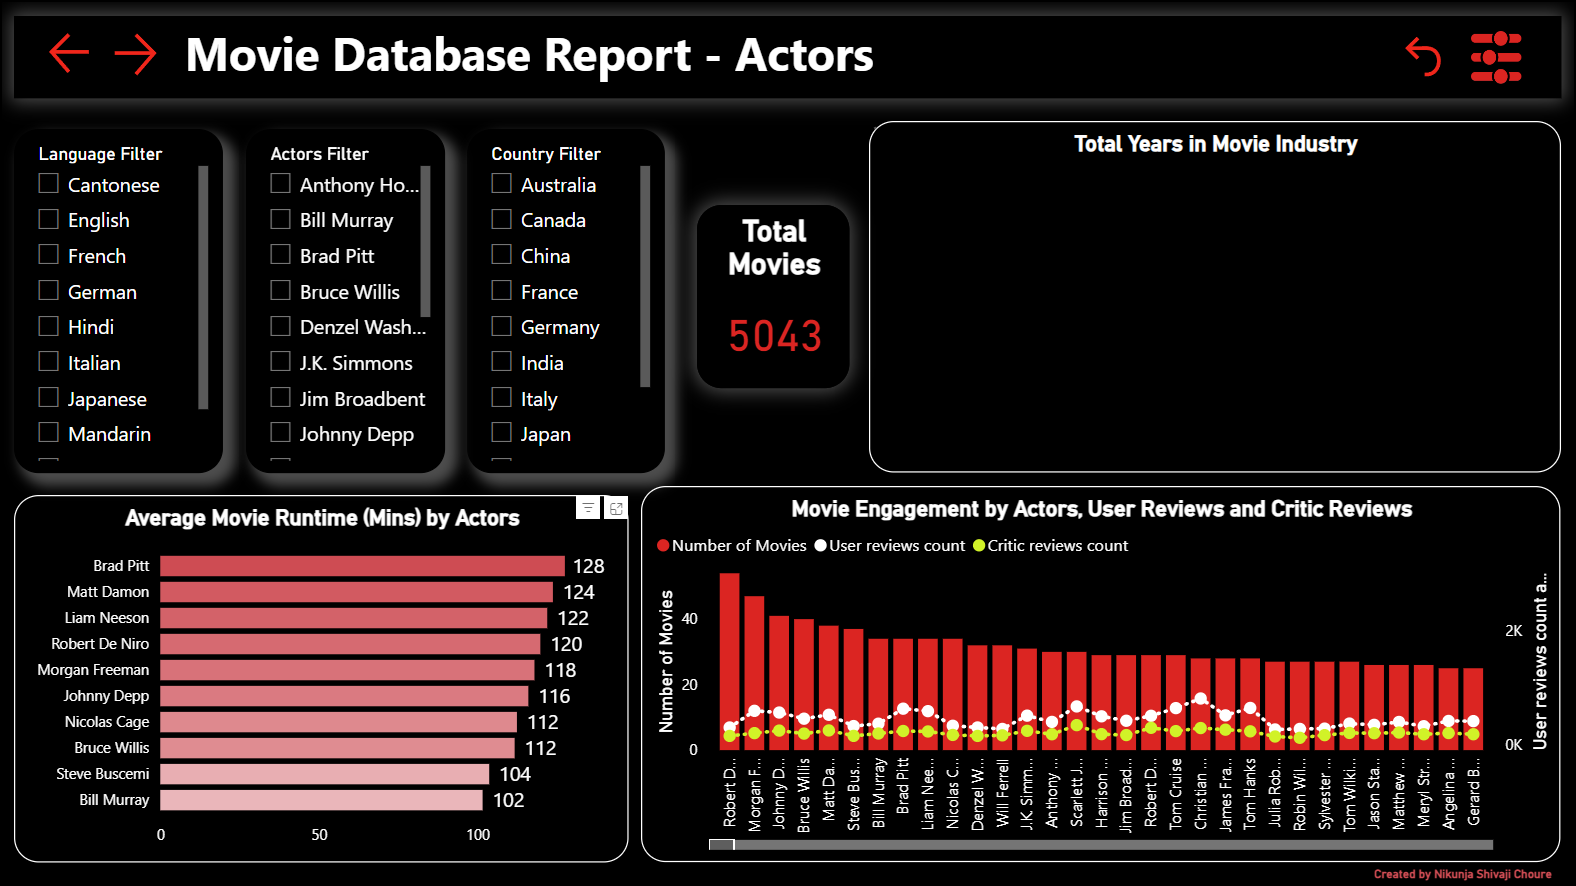 Movie Database Report - Actors
Language Filter
Cantonese
English
French
German
Hindi
Italian
Japanese
Mandarin
Actors Filter
Anthony Ho...
Bill Murray
Brad Pitt
Bruce Willis
Denzel Wash...
J.K. Simmons
Jim Broadbent
Johnny Depp
Country Filter
Australia
Canada
China
France
Germany
India
Italy
Japan
Total
Movies
5043
Total Years in Movie Industry
Average Movie Runtime (Mins) by Actors
Brad Pitt 128
Matt Damon 124
Liam Neeson 122
Robert De Niro 120
Morgan Freeman 118
Johnny Depp 116
Nicolas Cage 112
Bruce Willis 112
Steve Buscemi 104
Bill Murray 102
0 50 100
Movie Engagement by Actors, User Reviews and Critic Reviews
Number of Movies User reviews count Critic reviews count
Number of Movies
40
20
0
2K
0K
User reviews count a...
Robert D...
Morgan F...
Johnny D...
Bruce Willis
Matt Da...
Steve Bus...
Bill Murray
Brad Pitt
Liam Nee...
Nicolas C...
Denzel W...
Will Ferrell
J.K. Simm...
Anthony ...
Scarlett J...
Harrison ...
Jim Broad...
Robert D...
Tom Cruise
Christian ...
James Fra...
Tom Hanks
Julia Rob...
Robin Wil...
Sylvester ...
Tom Wilki...
Jason Sta...
Matthew ...
Meryl Str...
Angelina ...
Gerard B...
Created by Nikunja Shivaji Choure